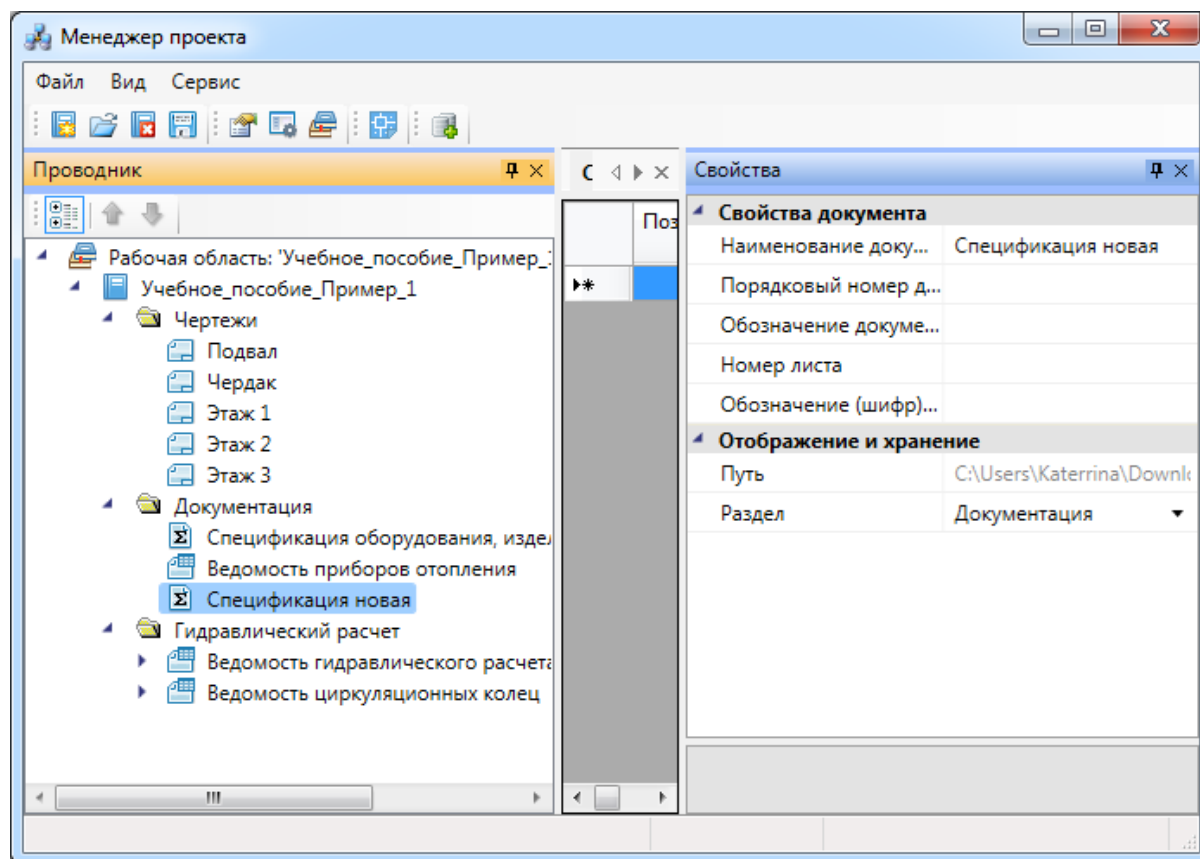 Менеджер проекта
Файл Вид Сервис
Проводник
Рабочая область: 'Учебное_пособие_Пример_
Учебное_пособие_Пример_1
Чертежи
Подвал
Чердак
Этаж 1
Этаж 2
Этаж 3
Документация
Спецификация оборудования, издел
Ведомость приборов отопления
Спецификация новая
Гидравлический расчет
Ведомость гидравлического расчета
Ведомость циркуляционных колец
С
Поз
Свойства
Свойства документа
Наименование доку... Спецификация новая
Порядковый номер д...
Обозначение докуме...
Номер листа
Обозначение (шифр)...
Отображение и хранение
Путь C:\Users\Katerrina\Downlo
Раздел Документация